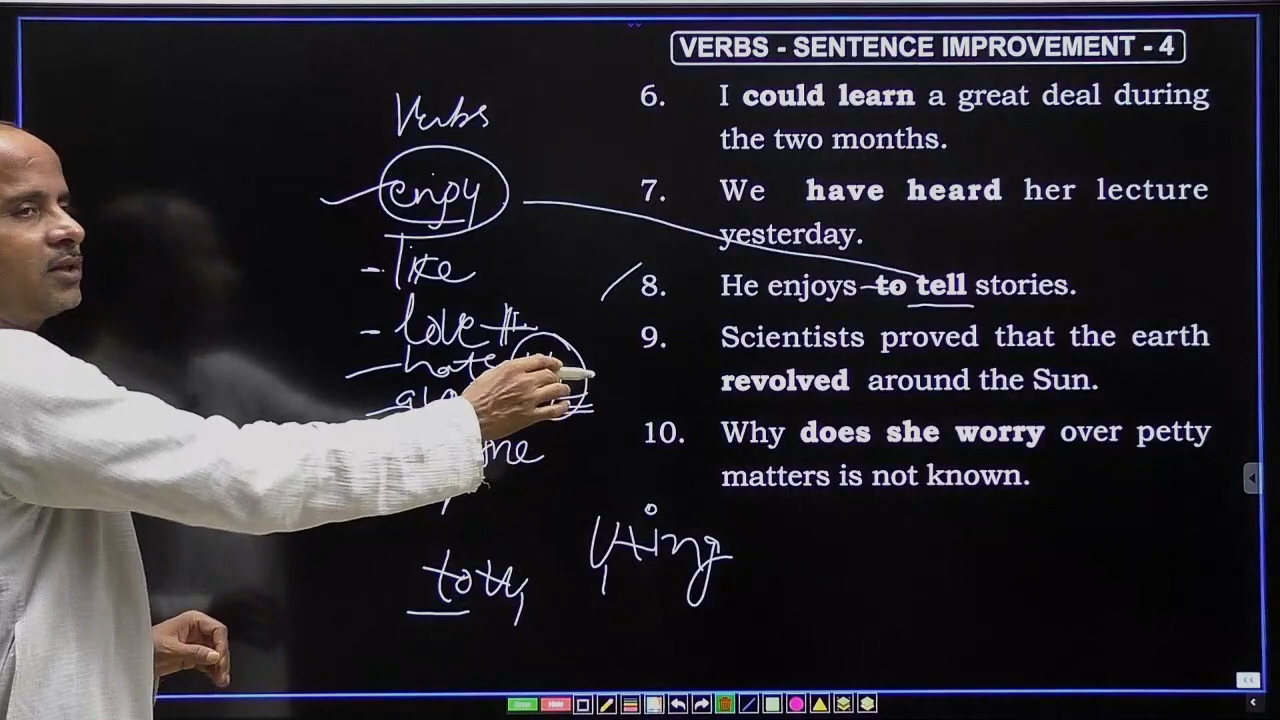 VERBS - SENTENCE IMPROVEMENT - 4
6. I could learn a great deal during
the two months.
7. We have heard her lecture
yesterday.
8. He enjoys to tell stories.
9. Scientists proved that the earth
revolved around the Sun.
10. Why does she worry over petty
matters is not known.
Verbs
enjoy
- like
- love
hate